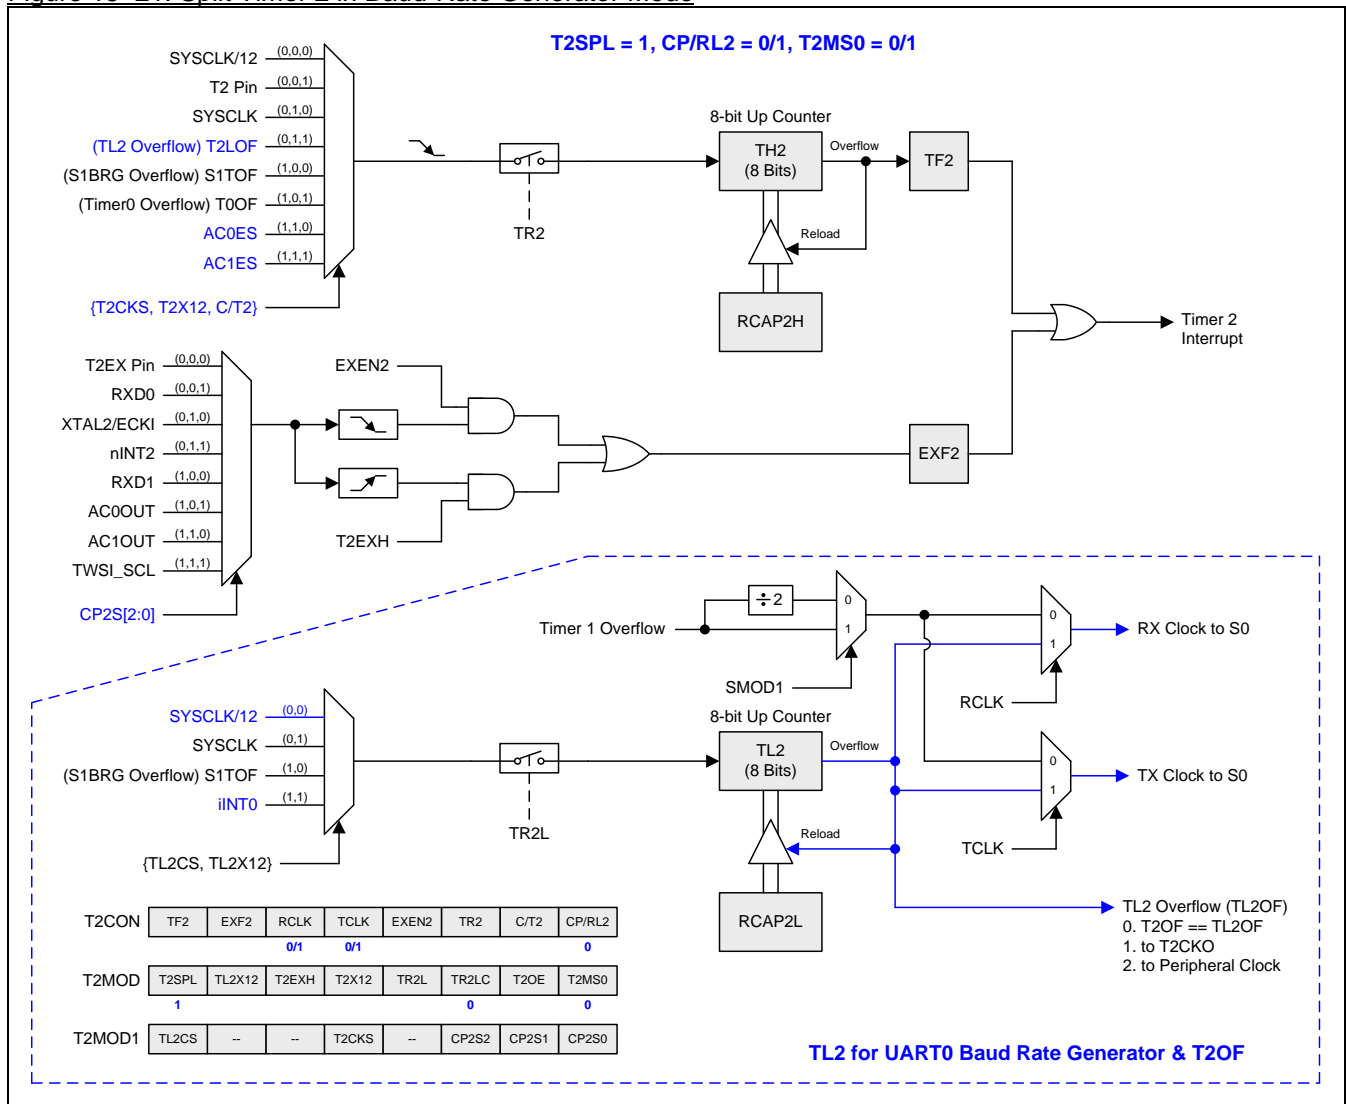 T2SPL = 1, CP/RL2 = 0/1, T2MS0 = 0/1
SYSCLK/12 (0,0,0)
T2 Pin (0,0,1)
SYSCLK (0,1,0)
(TL2 Overflow) T2LOF (0,1,1)
(S1BRG Overflow) S1TOF (1,0,0)
(Timer0 Overflow) T0OF (1,0,1)
AC0ES (1,1,0)
AC1ES (1,1,1)
{T2CKS, T2X12, C/T2}
TR2
8-bit Up Counter
TH2
(8 Bits)
Overflow
TF2
Reload
RCAP2H
Timer 2
Interrupt
T2EX Pin (0,0,0)
RXD0 (0,0,1)
XTAL2/ECKI (0,1,0)
nINT2 (0,1,1)
RXD1 (1,0,0)
AC0OUT (1,0,1)
AC1OUT (1,1,0)
TWSI_SCL (1,1,1)
CP2S[2:0]
EXEN2
T2EXH
EXF2
Timer 1 Overflow
÷2
0
1
SMOD1
0
1
RX Clock to S0
RCLK
SYSCLK/12 (0,0)
SYSCLK (0,1)
(S1BRG Overflow) S1TOF (1,0)
iINT0 (1,1)
{TL2CS, TL2X12}
TR2L
8-bit Up Counter
TL2
(8 Bits)
Overflow
Reload
RCAP2L
0
1
TX Clock to S0
TCLK
TL2 Overflow (TL2OF)
0. T2OF == TL2OF
1. to T2CKO
2. to Peripheral Clock
T2CON TF2 EXF2 RCLK TCLK EXEN2 TR2 C/T2 CP/RL2
0/1 0/1 0
T2MOD T2SPL TL2X12 T2EXH T2X12 TR2L TR2LC T2OE T2MS0
1 0 0
T2MOD1 TL2CS -- -- T2CKS -- CP2S2 CP2S1 CP2S0
TL2 for UART0 Baud Rate Generator & T2OF